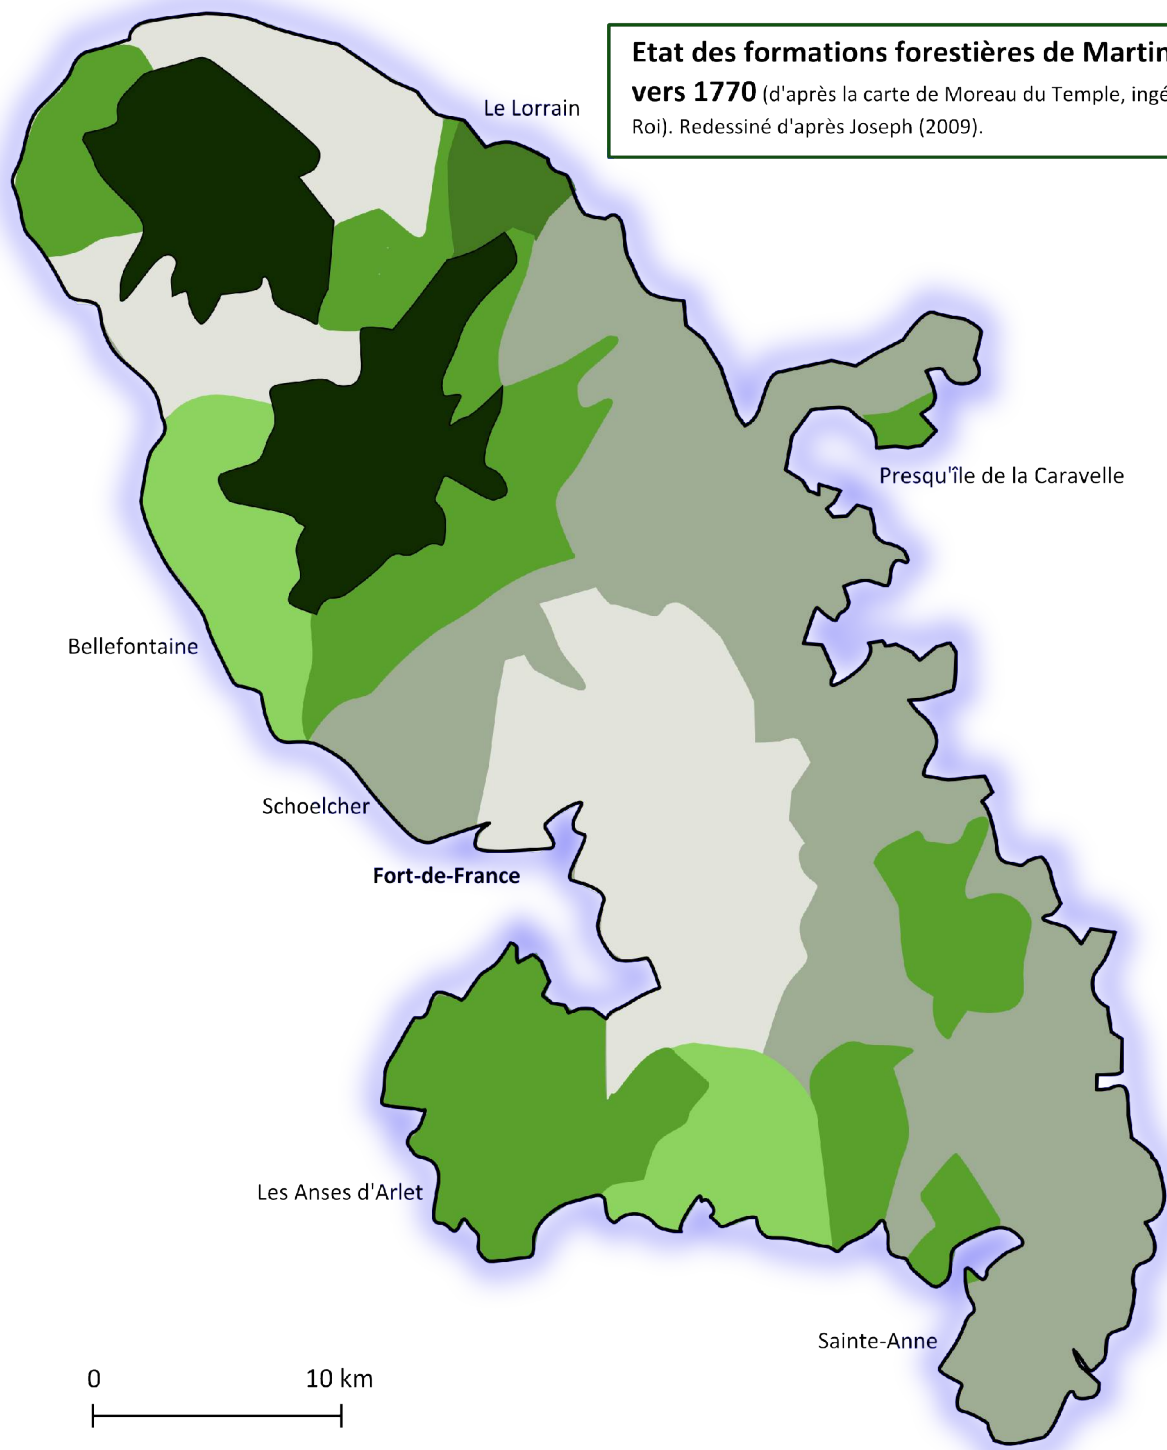 Etat des formations forestières de Martin
vers 1770 (d'après la carte de Moreau du Temple, ingé
Roi). Redessiné d'après Joseph (2009).
Le Lorrain
Presqu'île de la Caravelle
Bellefontaine
Schoelcher
Fort-de-France
Les Anses d'Arlet
Sainte-Anne
0 10 km